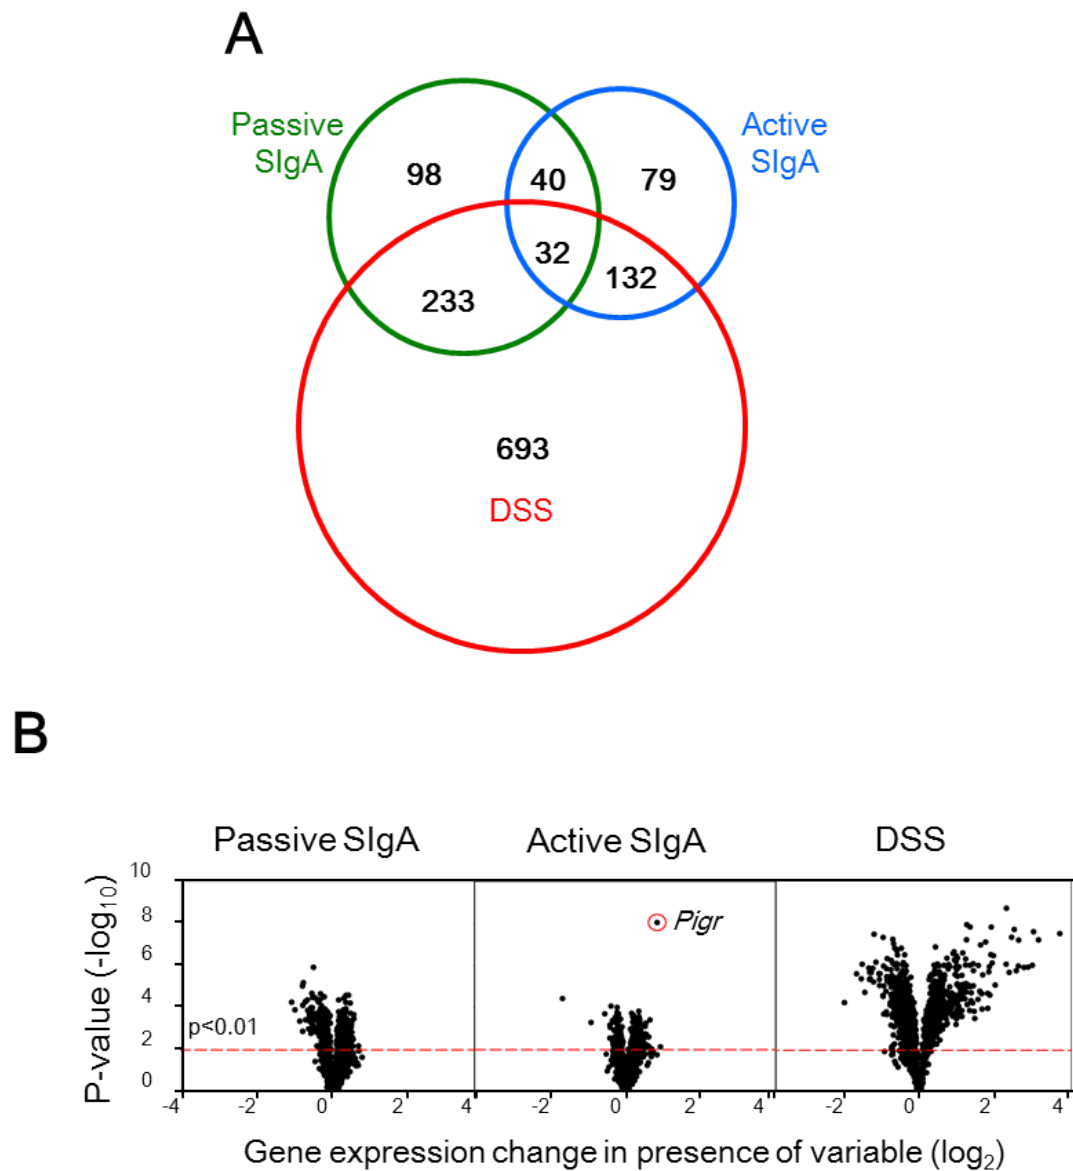 A
Passive
SIgA
Active
SIgA
98
40
79
32
132
233
693
DSS
B
Passive SIgA
Active SIgA
DSS
P-value (-log10)
10
8
6
4
2
0
Pigr
p<0.01
-4 -2 0 2 4 -2 0 2 4 -2 0 2 4
Gene expression change in presence of variable (log2)